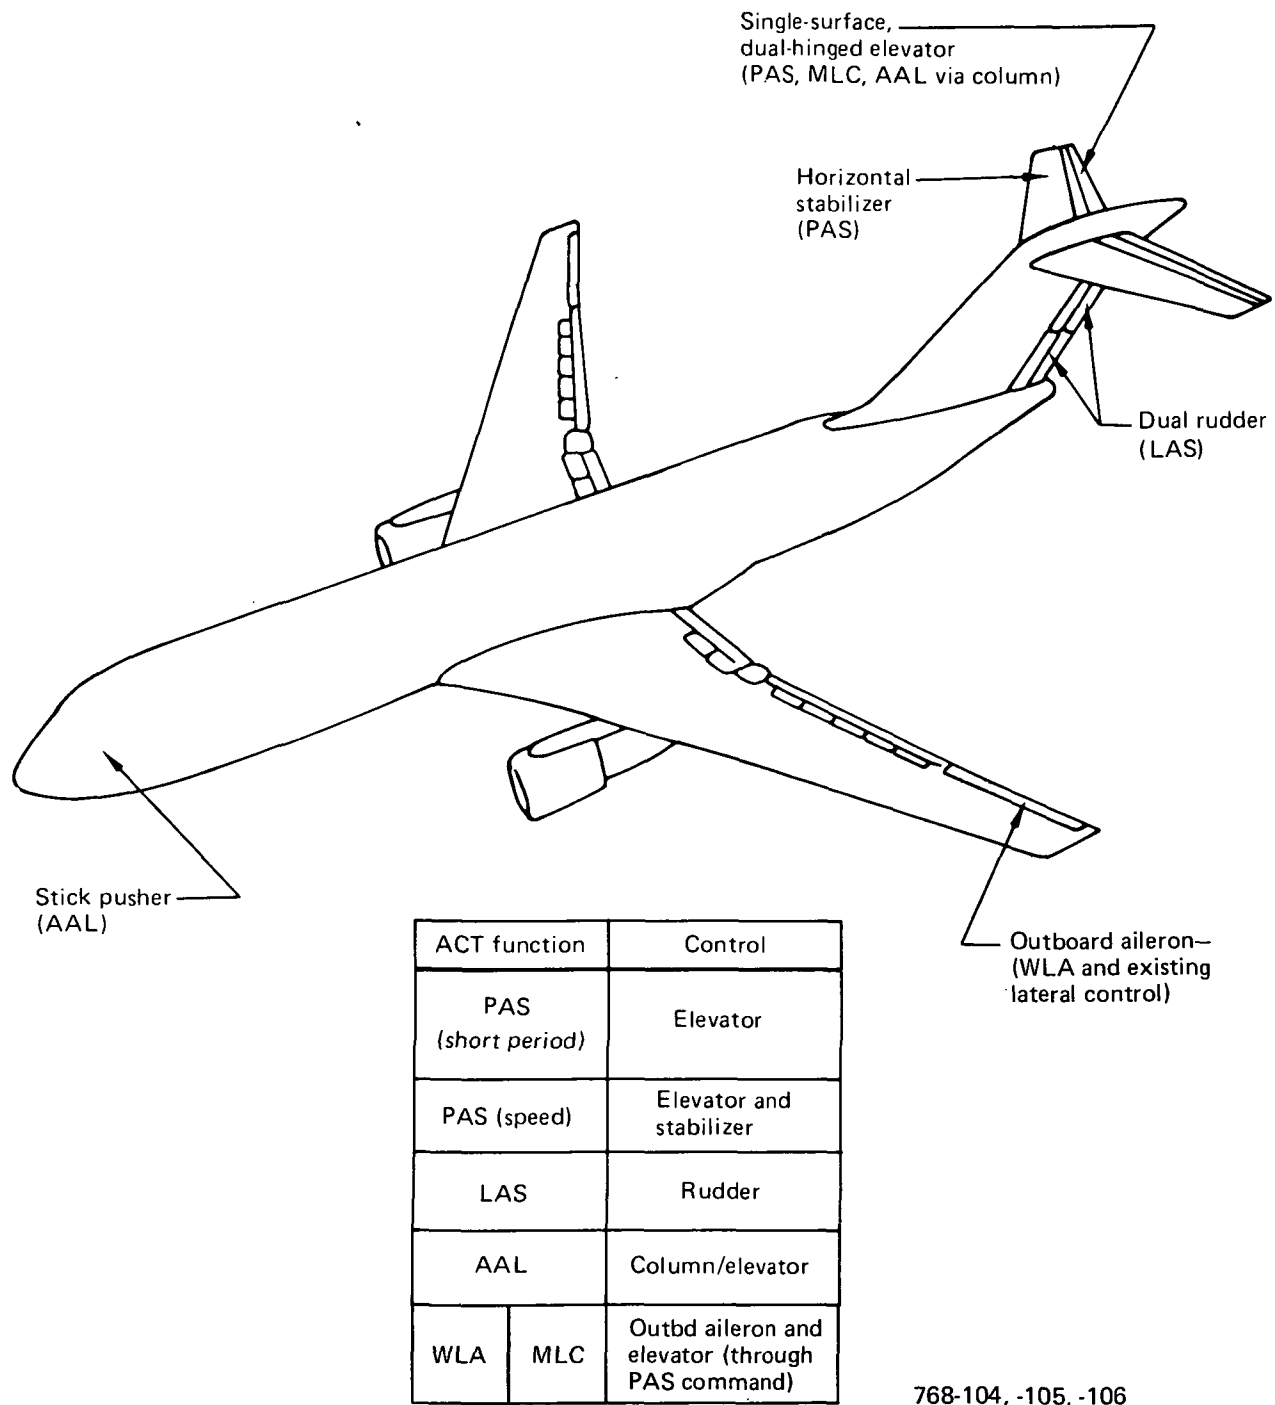 Single-surface,
dual-hinged elevator
(PAS, MLC, AAL via column)
Horizontal
stabilizer
(PAS)
Dual rudder
(LAS)
Stick pusher
(AAL)
Outboard aileron–
(WLA and existing
lateral control)
ACT function Control
PAS
(short period)
Elevator
PAS (speed)
Elevator and
stabilizer
LAS Rudder
AAL Column/elevator
WLA MLC
Outbd aileron and
elevator (through
PAS command)
768-104, -105, -106